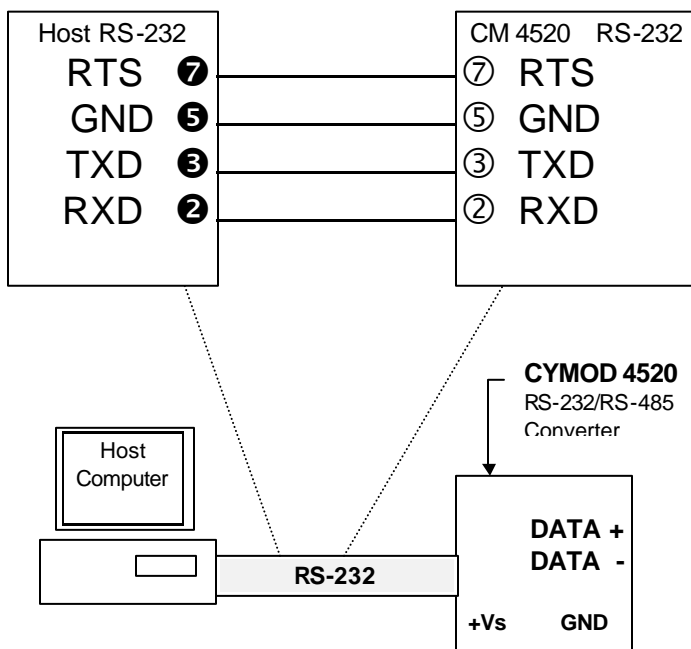 Host RS-232
RTS ❼
GND ❺
TXD ❸
RXD ❷
CM 4520 RS-232
⑦ RTS
⑤ GND
③ TXD
② RXD
CYMOD 4520
RS-232/RS-485
Converter
Host
Computer
RS-232
DATA +
DATA -
+Vs GND